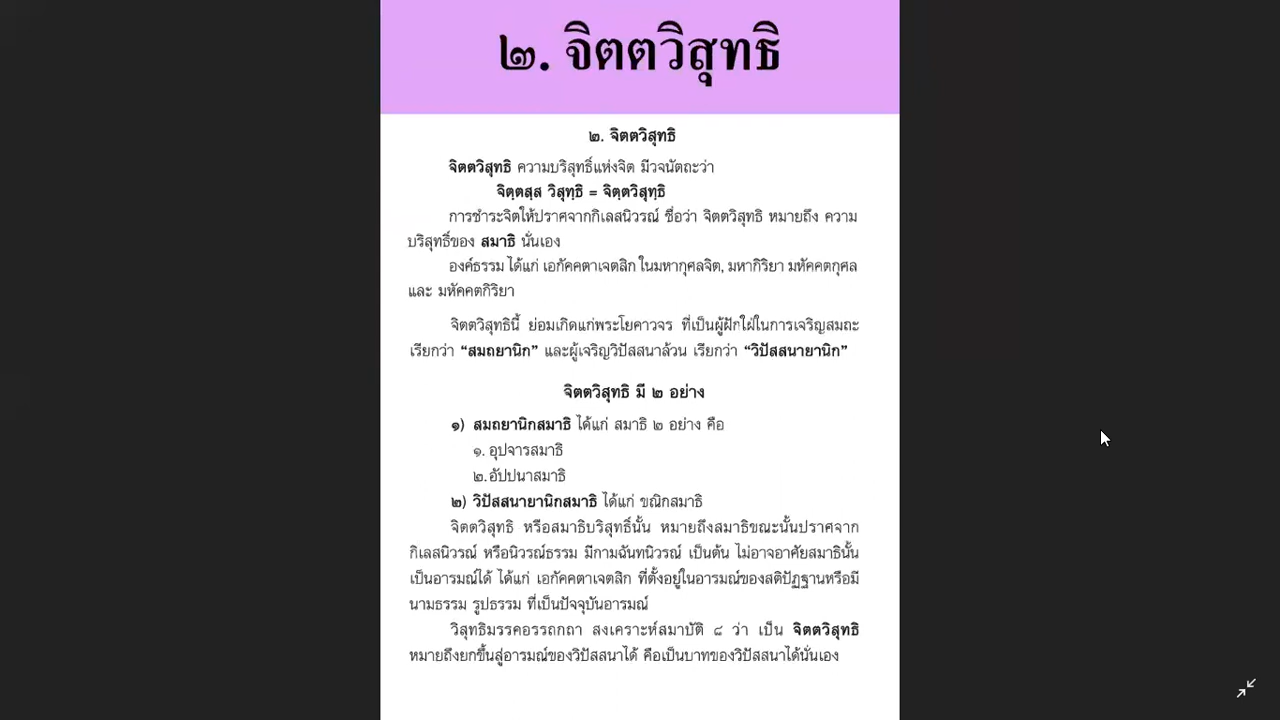 ๒. จิตตวิสุทธิ
๒. จิตตวิสุทธิ
จิตตวิสุทธิ ความบริสุทธิ์แห่งจิต มีวจนัตถะว่า
จิตฺตสฺส วิสุทฺธิ = จิตฺตวิสุทฺธิ
การชำระจิตให้ปราศจากกิเลสนิวรณ์ ชื่อว่า จิตตวิสุทธิ หมายถึง ความ
บริสุทธิ์ของ สมาธิ นั่นเอง
องค์ธรรม ได้แก่ เอกัคคตาเจตสิก ในมหากุศลจิต, มหากิริยา มหัคคตกุศล
และ มหัคคตกิริยา
จิตตวิสุทธินี้ ย่อมเกิดแก่พระโยคาวจร ที่เป็นผู้ฝักใฝ่ในการเจริญสมถะ
เรียกว่า “สมถยานิก” และผู้เจริญวิปัสสนาล้วน เรียกว่า “วิปัสสนายานิก”
จิตตวิสุทธิ มี ๒ อย่าง
๑) สมถยานิกสมาธิ ได้แก่ สมาธิ ๒ อย่าง คือ
๑. อุปจารสมาธิ
๒. อัปปนาสมาธิ
๒) วิปัสสนายานิกสมาธิ ได้แก่ ขณิกสมาธิ
จิตตวิสุทธิ หรือสมาธิบริสุทธิ์นั้น หมายถึงสมาธิขณะนั้นปราศจาก
กิเลสนิวรณ์ หรือนิวรณ์ธรรม มีกามฉันทนิวรณ์ เป็นต้น ไม่อาจอาศัยสมาธินั้น
เป็นอารมณ์ได้ ได้แก่ เอกัคคตาเจตสิก ที่ตั้งอยู่ในอารมณ์ของสติปัฏฐานหรือมี
นามธรรม รูปธรรม ที่เป็นปัจจุบันอารมณ์
วิสุทธิมรรคอรรถกถา สงเคราะห์สมาบัติ ๘ ว่า เป็น จิตตวิสุทธิ
หมายถึงยกขึ้นสู่อารมณ์ของวิปัสสนาได้ คือเป็นบาทของวิปัสสนาได้นั่นเอง